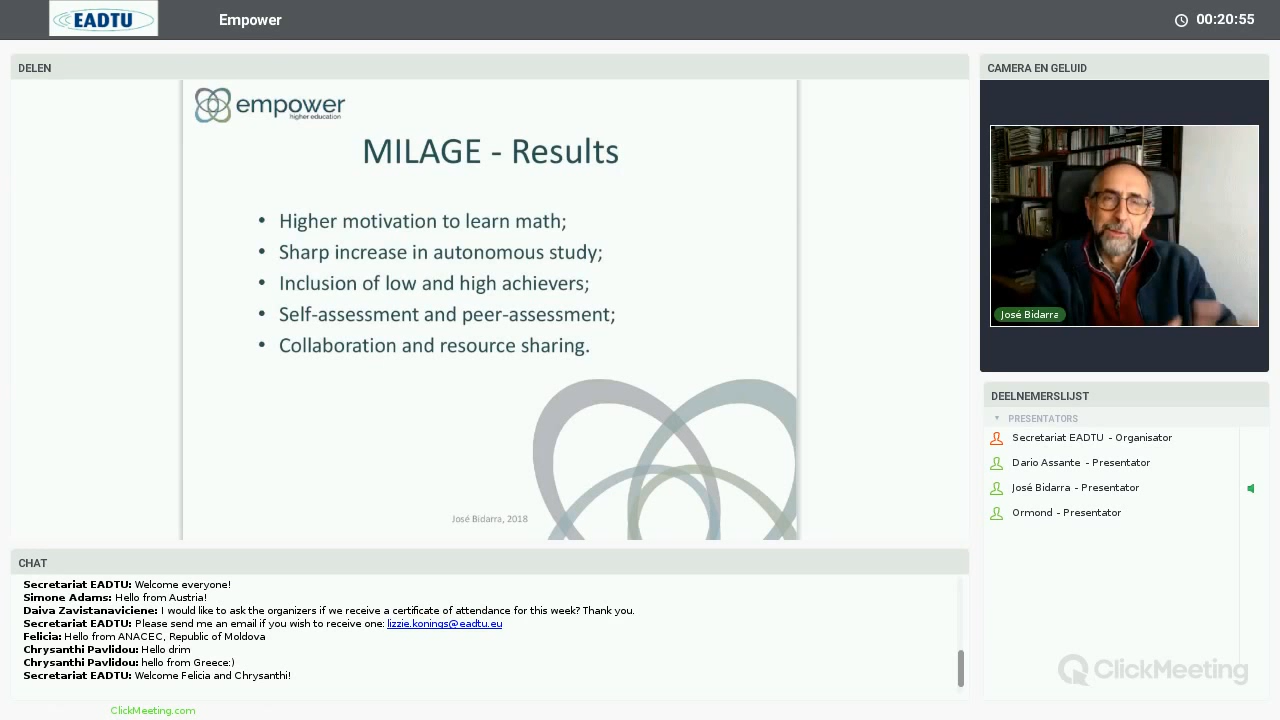 EADTU
Empower
00:20:55
DELEN
empower
higher education
MILAGE - Results
• Higher motivation to learn math;
• Sharp increase in autonomous study;
• Inclusion of low and high achievers;
• Self-assessment and peer-assessment;
• Collaboration and resource sharing.
José Bidarra, 2018
CAMERA EN GELUID
José Bidarra
DEELNEMERSLIJST
PRESENTATORS
Secretariat EADTU - Organisator
Dario Assante - Presentator
José Bidarra - Presentator
Ormond - Presentator
ClickMeeting
CHAT
Secretariat EADTU: Welcome everyone!
Simone Adams: Hello from Austria!
Daiva Zavistanaviciene: I would like to ask the organizers if we receive a certificate of attendance for this week? Thank you.
Secretariat EADTU: Please send me an email if you wish to receive one: lizzie.konings@eadtu.eu
Felicia: Hello from ANACEC, Republic of Moldova
Chrysanthi Pavlidou: Hello drim
Chrysanthi Pavlidou: hello from Greece:)
Secretariat EADTU: Welcome Felicia and Chrysanthi!
ClickMeeting.com